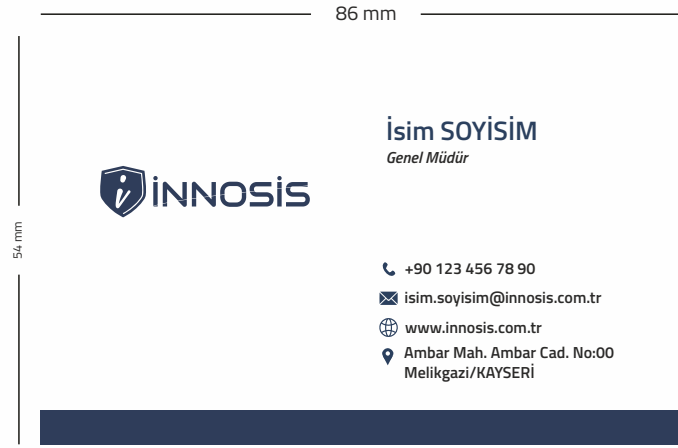 86 mm
54 mm
i İNNOSİS
İsim SOYİSİM
Genel Müdür
+90 123 456 78 90
isim.soyisim@innosis.com.tr
www.innosis.com.tr
Ambar Mah. Ambar Cad. No:00
Melikgazi/KAYSERİ